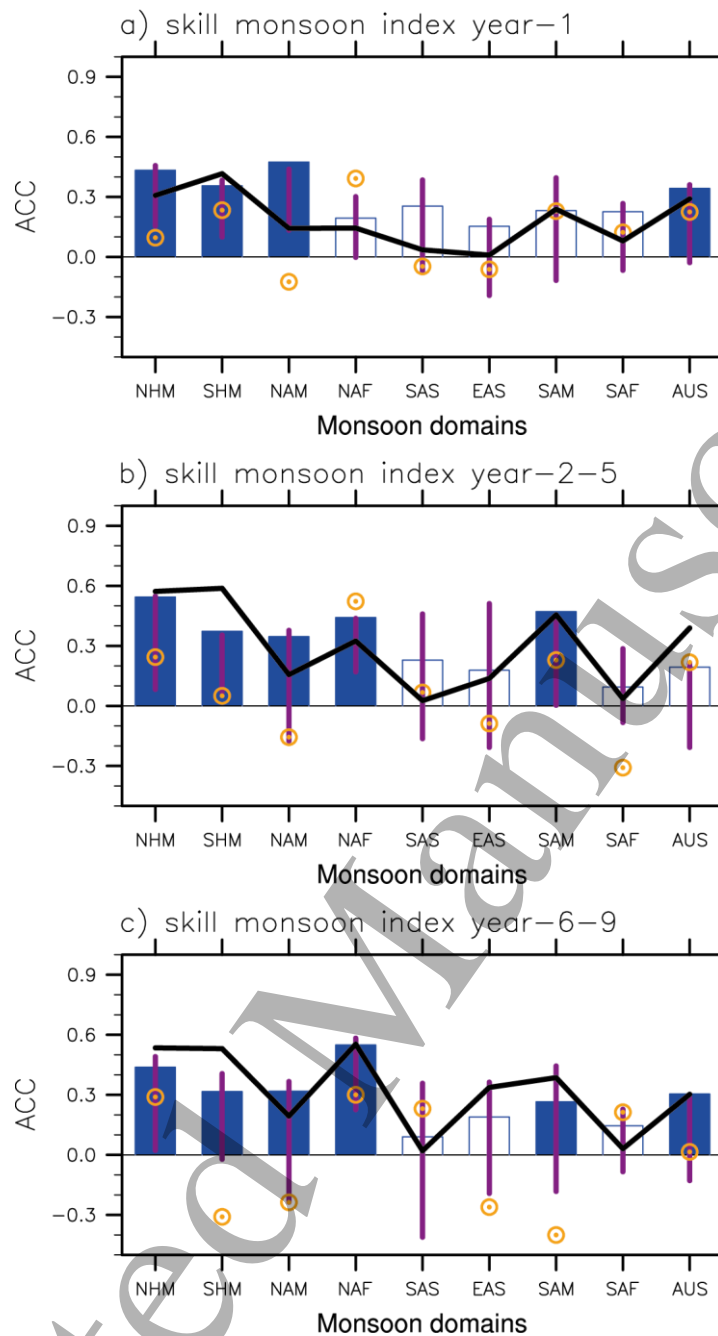 a) skill monsoon index year-1
0.9
0.6
0.3
0.0
-0.3
ACC
NHM SHM NAM NAF SAS EAS SAM SAF AUS
Monsoon domains
b) skill monsoon index year-2-5
0.9
0.6
0.3
0.0
-0.3
ACC
NHM SHM NAM NAF SAS EAS SAM SAF AUS
Monsoon domains
c) skill monsoon index year-6-9
0.9
0.6
0.3
0.0
-0.3
ACC
NHM SHM NAM NAF SAS EAS SAM SAF AUS
Monsoon domains